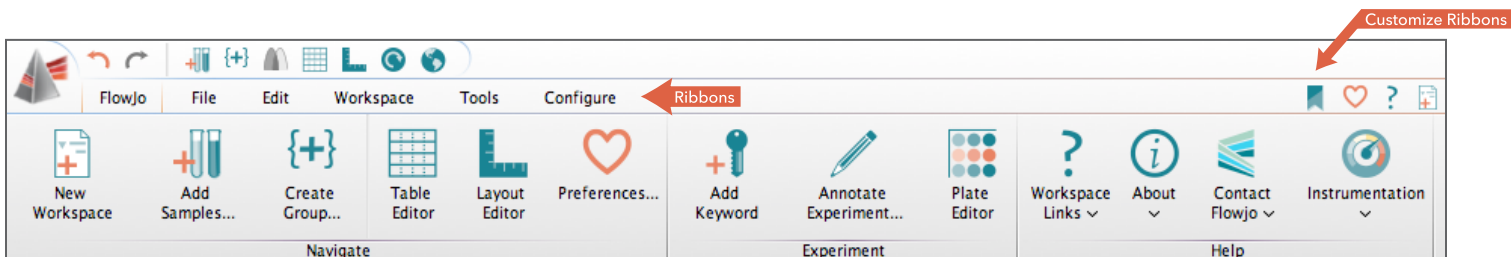 Customize Ribbons
FlowJo File Edit Workspace Tools Configure Ribbons
New Workspace
Add Samples...
Create Group...
Table Editor
Layout Editor
Preferences...
Add Keyword
Annotate Experiment...
Plate Editor
Workspace Links
About
Contact Flowjo
Instrumentation
Navigate
Experiment
Help